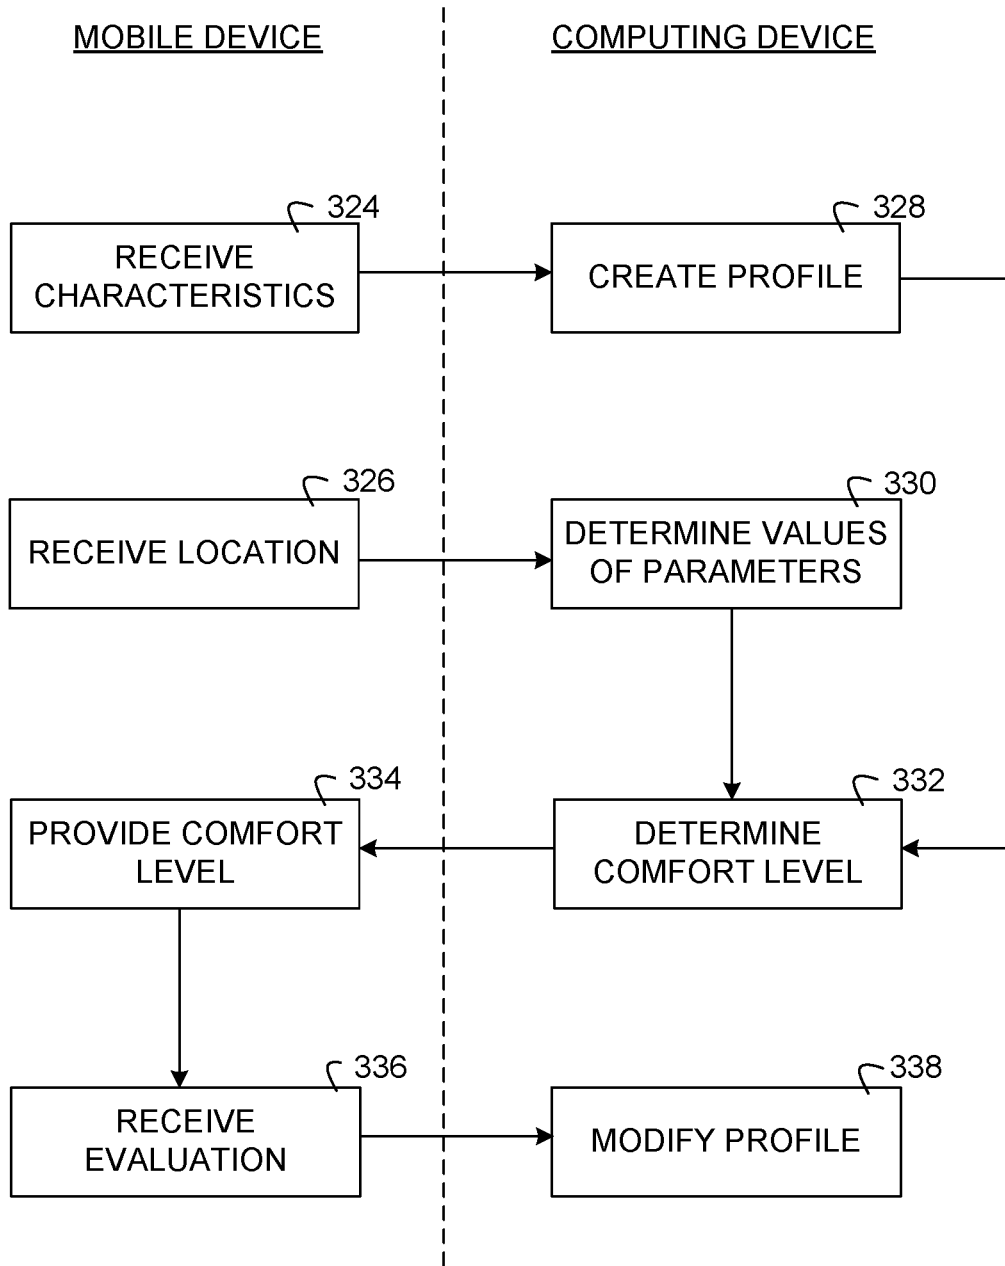 MOBILE DEVICE
COMPUTING DEVICE
324
RECEIVE
CHARACTERISTICS
328
CREATE PROFILE
326
RECEIVE LOCATION
330
DETERMINE VALUES
OF PARAMETERS
334
PROVIDE COMFORT
LEVEL
332
DETERMINE
COMFORT LEVEL
336
RECEIVE
EVALUATION
338
MODIFY PROFILE